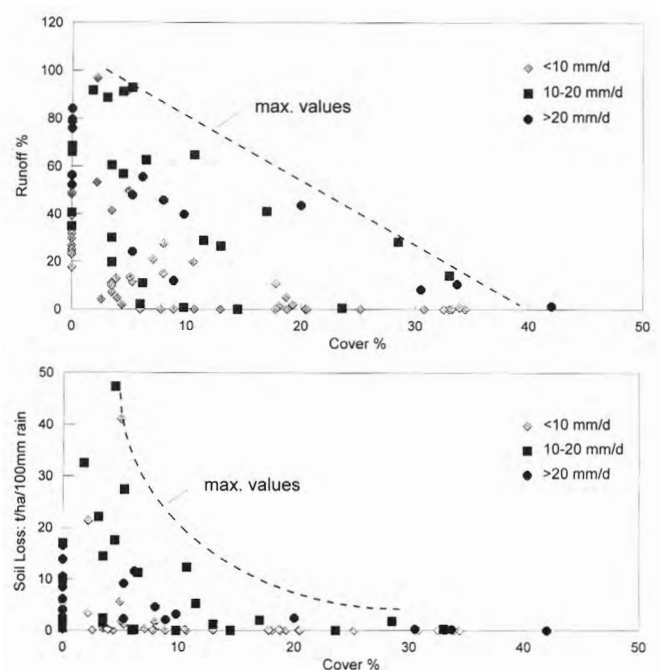 120
100
80
60
40
20
0
Runoff %
0 10 20 30 40 50
Cover %
max. values
<10 mm/d
10-20 mm/d
>20 mm/d
50
40
30
20
10
0
Soil Loss: t/ha/100mm rain
0 10 20 30 40 50
Cover %
max. values
<10 mm/d
10-20 mm/d
>20 mm/d